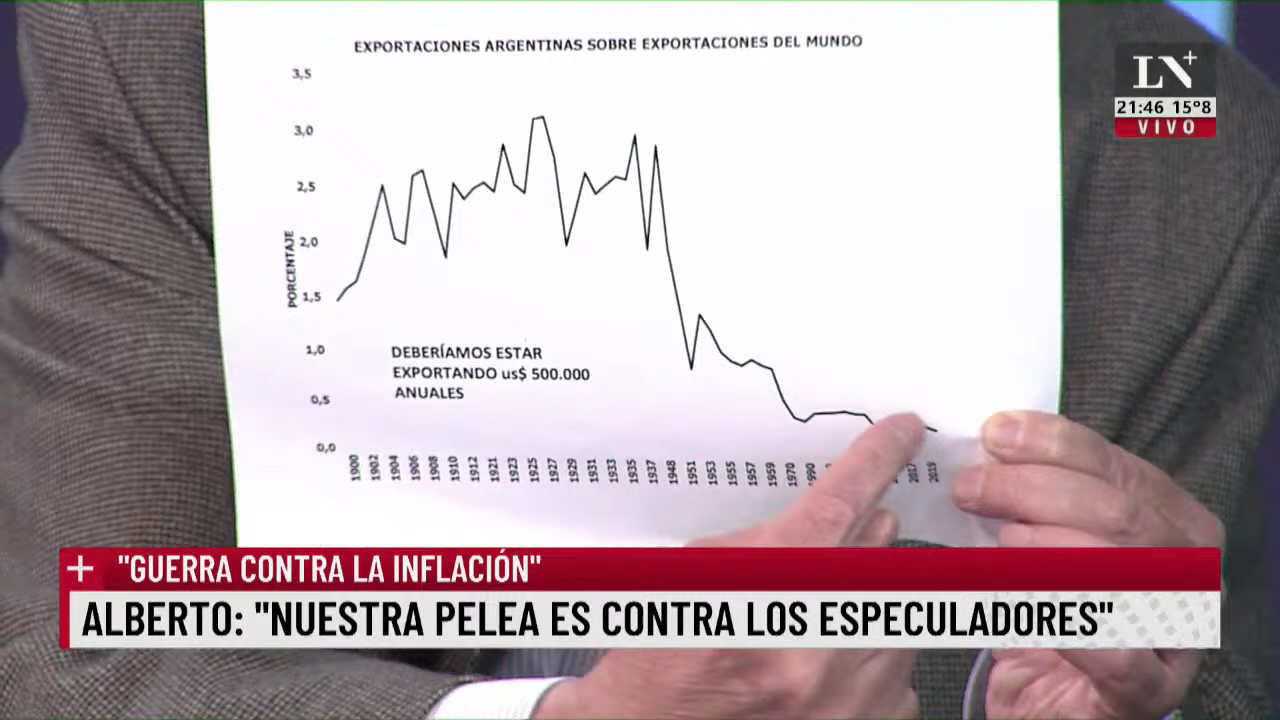 EXPORTACIONES ARGENTINAS SOBRE EXPORTACIONES DEL MUNDO
3,5
3,0
2,5
2,0
1,5
1,0
0,5
0,0
PORCENTAJE
DEBERÍAMOS ESTAR
EXPORTANDO us$ 500.000
ANUALES
1900 1902 1904 1906 1908 1910 1912 1921 1923 1925 1927 1929 1931 1933 1935 1937 1948 1951 1953 1955 1957 1959 1970 2017 2019
LN+
21:46 15º8
VIVO
"GUERRA CONTRA LA INFLACIÓN"
ALBERTO: "NUESTRA PELEA ES CONTRA LOS ESPECULADORES"